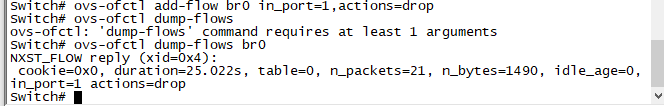 Switch# ovs-ofctl add-flow br0 in_port=1,actions=drop
Switch# ovs-ofctl dump-flows
ovs-ofctl: 'dump-flows' command requires at least 1 arguments
Switch# ovs-ofctl dump-flows br0
NXST_FLOW reply (xid=0x4):
 cookie=0x0, duration=25.022s, table=0, n_packets=21, n_bytes=1490, idle_age=0,
in_port=1 actions=drop
Switch#